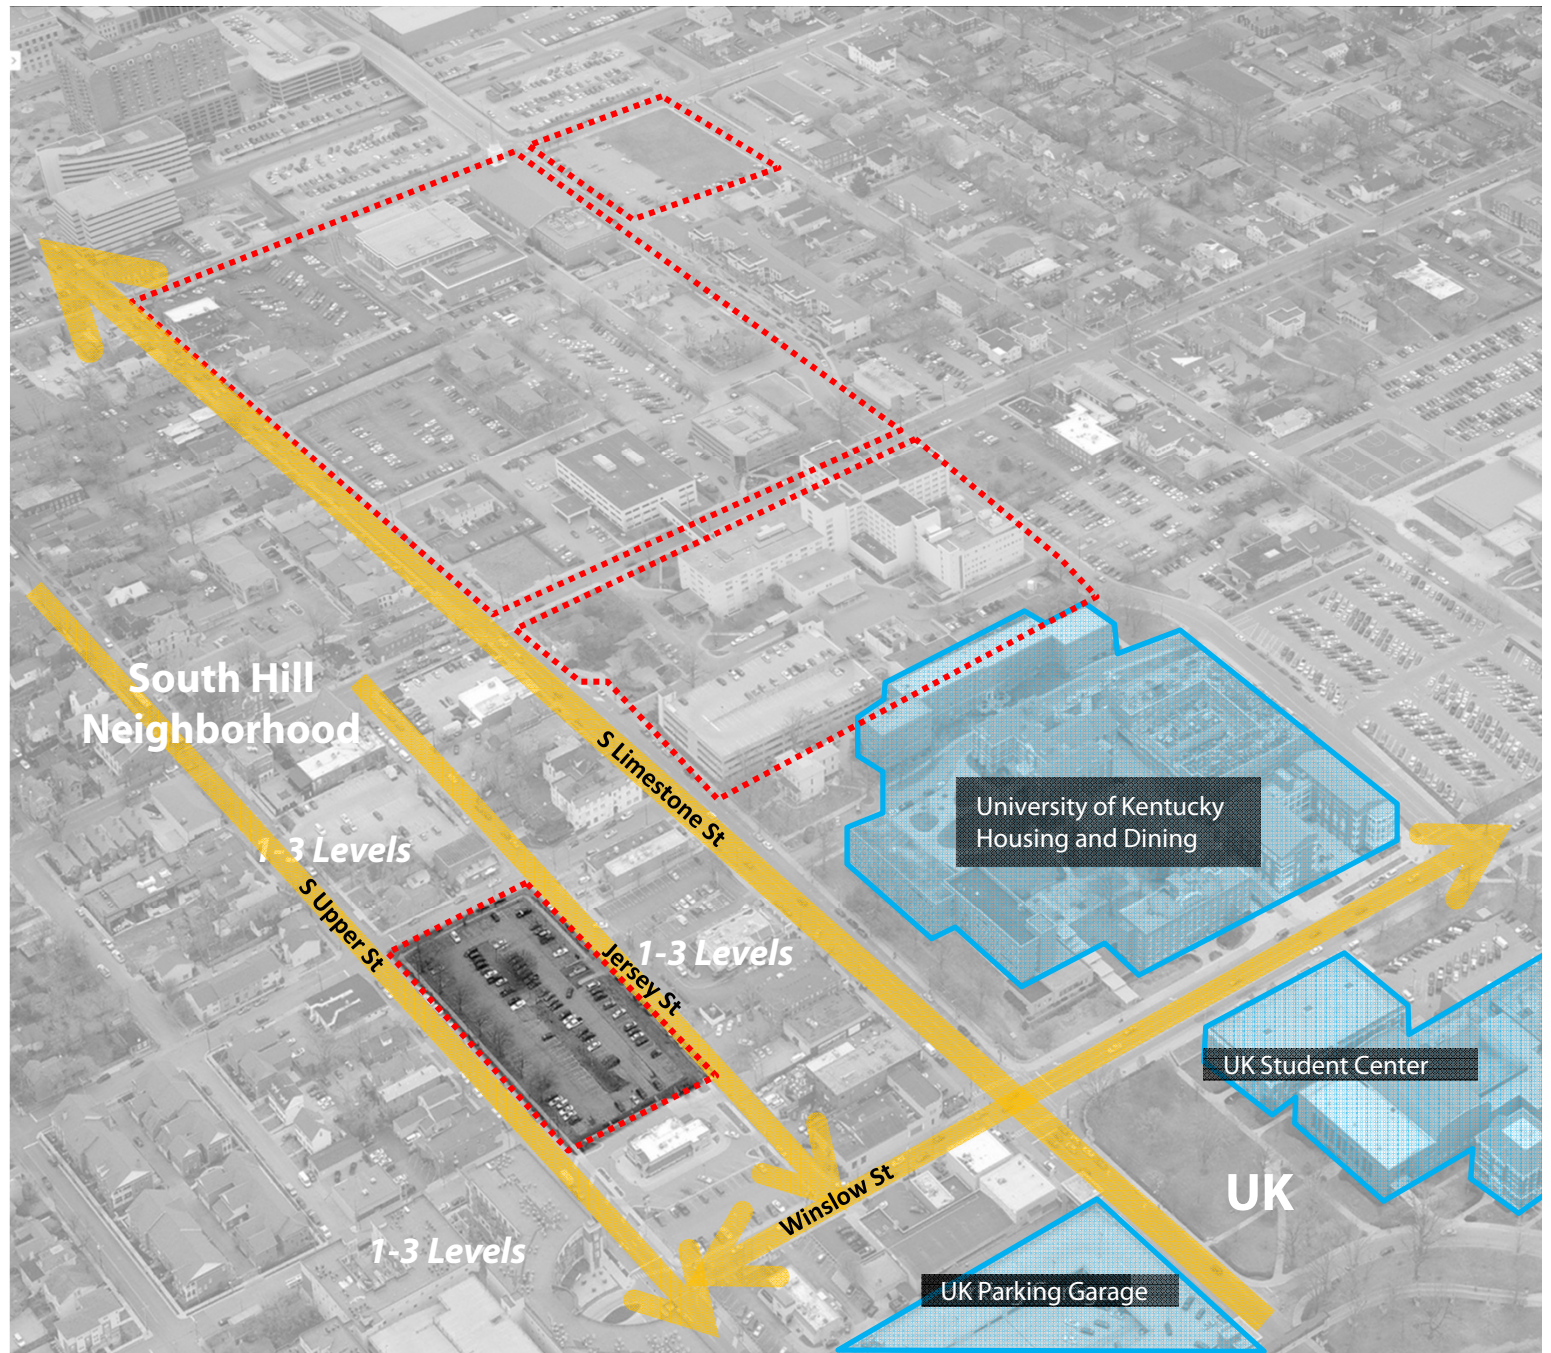 South Hill
Neighborhood
S Limestone St
University of Kentucky
Housing and Dining
1-3 Levels
S Upper St
1-3 Levels
Jersey St
UK Student Center
Winslow St
UK
1-3 Levels
UK Parking Garage